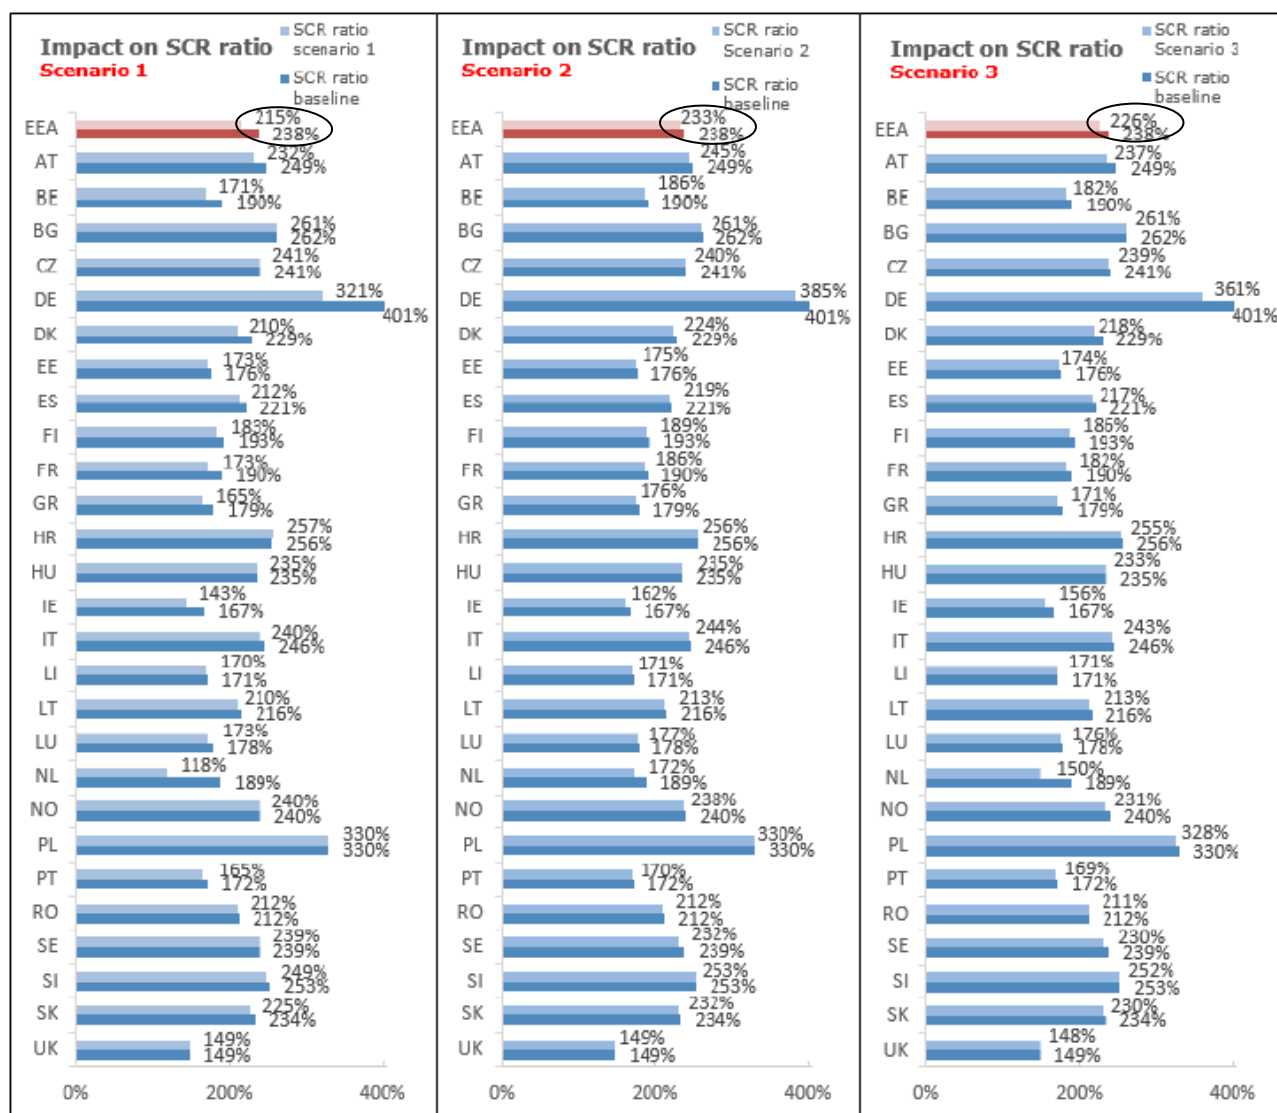 Impact on SCR ratio
Scenario 1
SCR ratio
scenario 1
SCR ratio
baseline
EEA 215%
238%
AT 232%
249%
BE 171%
190%
BG 261%
262%
CZ 241%
241%
DE 321%
401%
DK 210%
229%
EE 173%
176%
ES 212%
221%
FI 183%
193%
FR 173%
190%
GR 165%
179%
HR 257%
256%
HU 235%
235%
IE 143%
167%
IT 240%
246%
LI 170%
171%
LT 210%
216%
LU 173%
178%
NL 118%
189%
NO 240%
240%
PL 330%
330%
PT 165%
172%
RO 212%
212%
SE 239%
239%
SI 249%
253%
SK 225%
234%
UK 149%
149%
0% 200% 400%
Impact on SCR ratio
Scenario 2
SCR ratio
Scenario 2
SCR ratio
baseline
EEA 233%
238%
AT 245%
249%
BE 186%
190%
BG 261%
262%
CZ 240%
241%
DE 385%
401%
DK 224%
229%
EE 175%
176%
ES 219%
221%
FI 189%
193%
FR 186%
190%
GR 176%
179%
HR 256%
256%
HU 235%
235%
IE 162%
167%
IT 244%
246%
LI 171%
171%
LT 213%
216%
LU 177%
178%
NL 172%
189%
NO 238%
240%
PL 330%
330%
PT 170%
172%
RO 212%
212%
SE 232%
239%
SI 253%
253%
SK 232%
234%
UK 149%
149%
0% 200% 400%
Impact on SCR ratio
Scenario 3
SCR ratio
Scenario 3
SCR ratio
baseline
EEA 226%
238%
AT 237%
249%
BE 182%
190%
BG 261%
262%
CZ 239%
241%
DE 361%
401%
DK 218%
229%
EE 174%
176%
ES 217%
221%
FI 186%
193%
FR 182%
190%
GR 171%
179%
HR 255%
256%
HU 233%
235%
IE 156%
167%
IT 243%
246%
LI 171%
171%
LT 213%
216%
LU 176%
178%
NL 150%
189%
NO 231%
240%
PL 328%
330%
PT 169%
172%
RO 211%
212%
SE 230%
239%
SI 252%
253%
SK 230%
234%
UK 148%
149%
0% 200% 400%